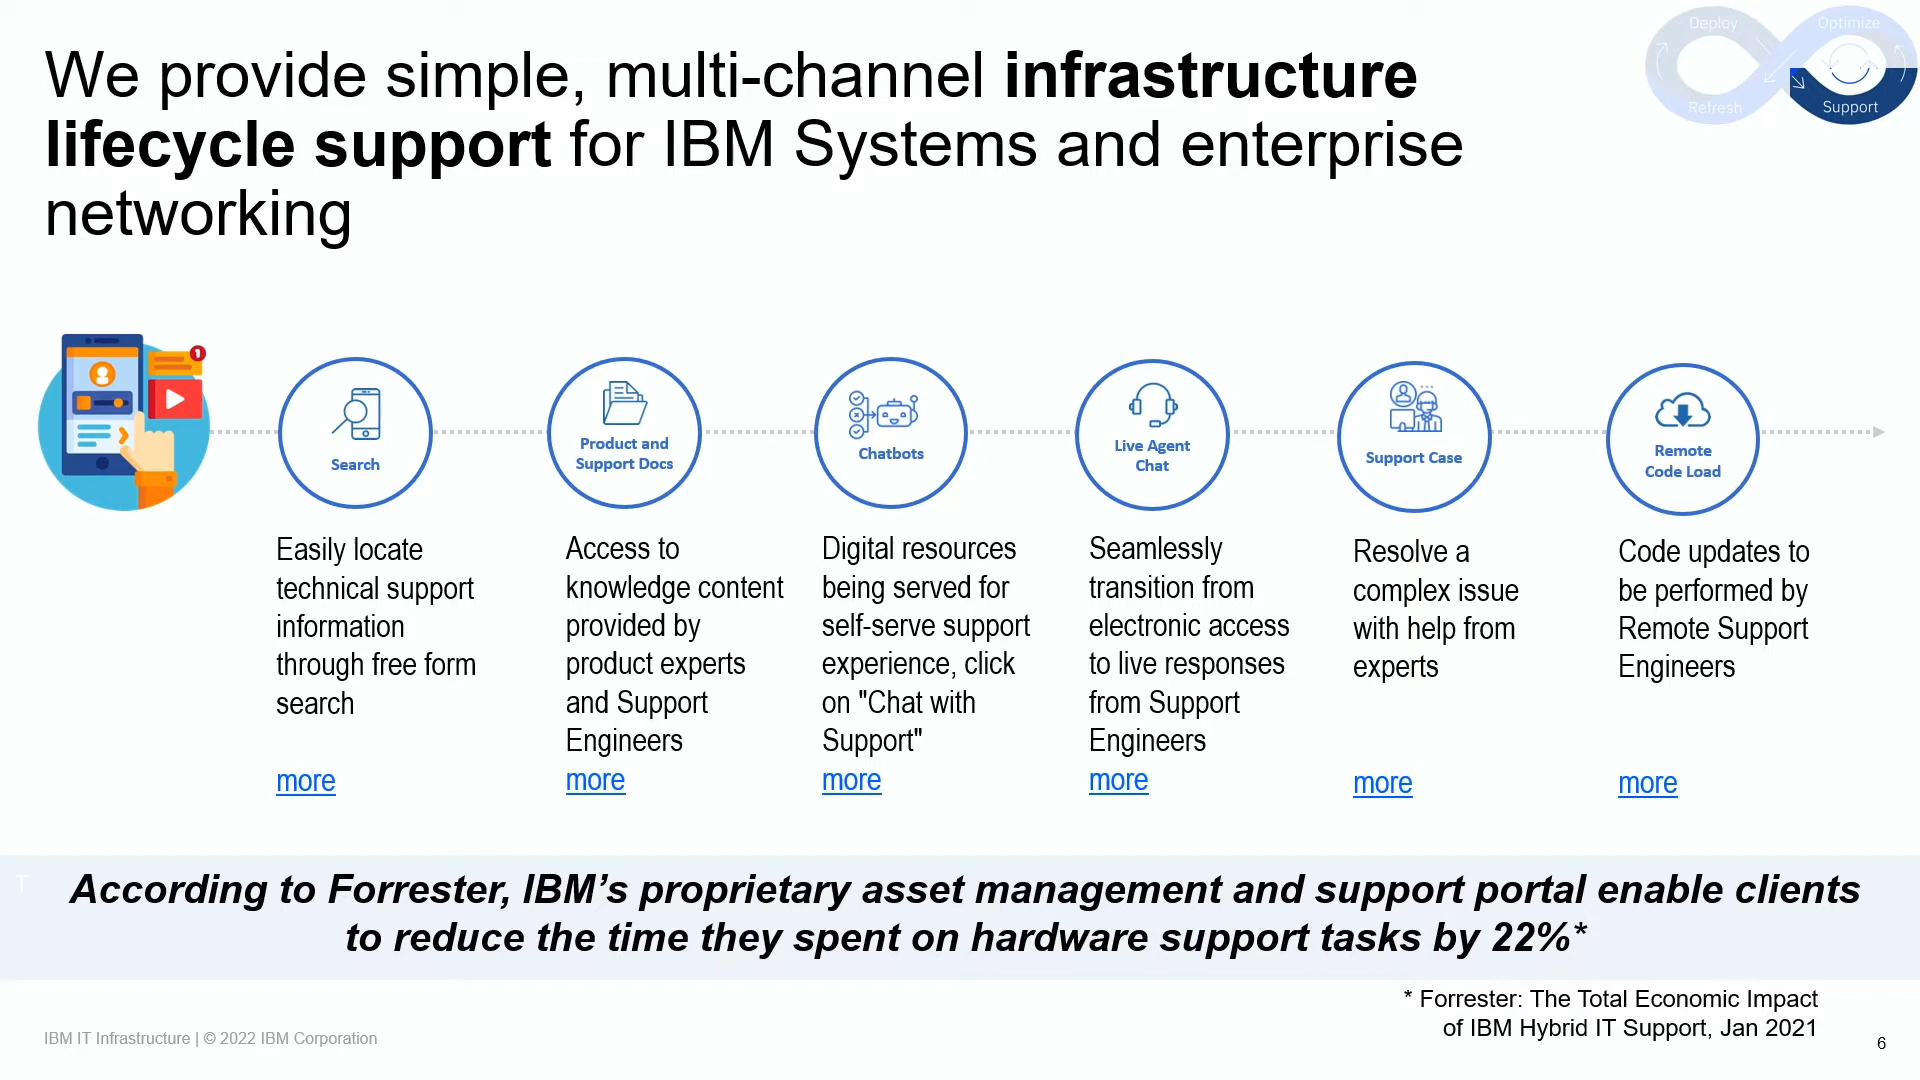 Deploy
Optimize
Refresh
Support
We provide simple, multi-channel infrastructure
lifecycle support for IBM Systems and enterprise
networking
1
Search
Easily locate
technical support
information
through free form
search
more
Product and
Support Docs
Access to
knowledge content
provided by
product experts
and Support
Engineers
more
Chatbots
Digital resources
being served for
self-serve support
experience, click
on "Chat with
Support"
more
Live Agent
Chat
Seamlessly
transition from
electronic access
to live responses
from Support
Engineers
more
Support Case
Resolve a
complex issue
with help from
experts
more
Remote
Code Load
Code updates to
be performed by
Remote Support
Engineers
more
T
According to Forrester, IBM’s proprietary asset management and support portal enable clients
to reduce the time they spent on hardware support tasks by 22%*
* Forrester: The Total Economic Impact
of IBM Hybrid IT Support, Jan 2021
IBM IT Infrastructure | © 2022 IBM Corporation
6